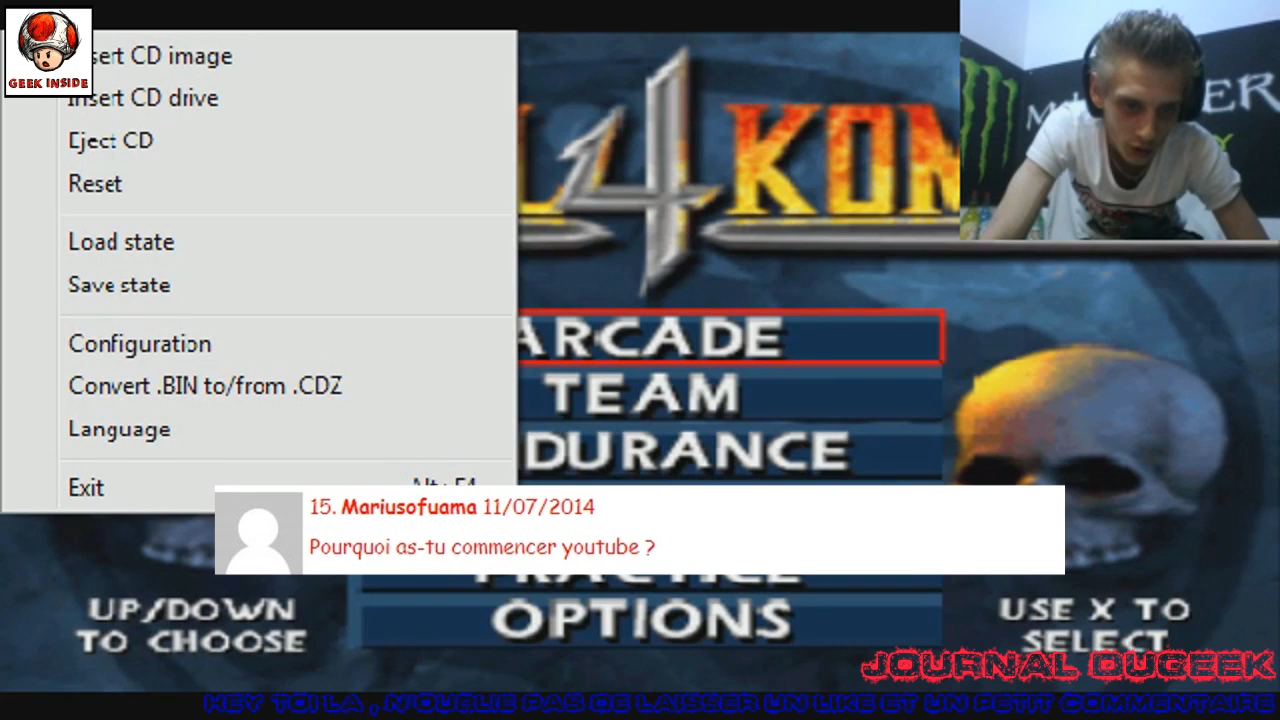 GEEK INSIDE
sert CD image
Insert CD drive
Eject CD
Reset
Load state
Save state
Configuration
Convert .BIN to/from .CDZ
Language
Exit
L 4 KOM
ARCADE
TEAM
DURANCE
15. Mariusofuama 11/07/2014
Pourquoi as-tu commencer youtube ?
PRACTICE
OPTIONS
UP/DOWN
TO CHOOSE
USE X TO
SELECT
JOURNAL DUGEEK
HEY TOI LA , N'OUBLIE PAS DE LAISSER UN LIKE ET UN PETIT COMMENTAIRE